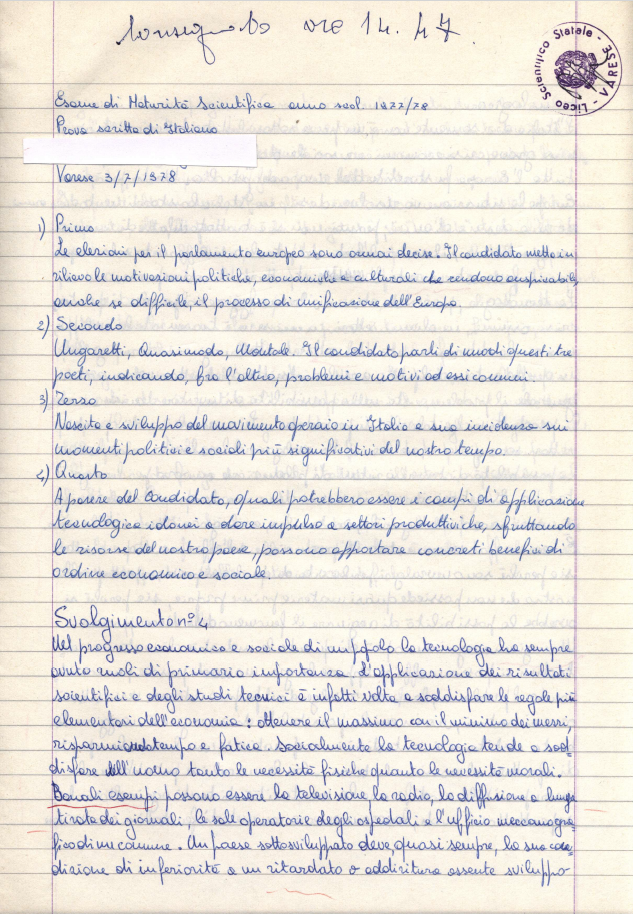 Consegnato ore 14.47
Liceo Scientifico Statale - VARESE -
Esame di Maturità Scientifica anno scol. 1977/78
Prova scritta di Italiano
Varese 3/7/1978
1) Primo
Le elezioni per il parlamento europeo sono ormai decise. Il candidato metta in
rilievo le motivazioni politiche, economiche e culturali che rendono auspicabile,
anche se difficile, il processo di unificazione dell'Europa.
2) Secondo
Ungaretti, Quasimodo, Montale. Il candidato parli di uno di questi tre
poeti, indicando, fra l'altro, problemi e motivi ad essi comuni.
3) Terzo
Nascita e sviluppo del movimento operaio in Italia e sua incidenza sui
momenti politici e sociali più significativi del nostro tempo.
4) Quarto
A parere del Candidato, quali potrebbero essere i campi di applicazione
tecnologica idonei a dare impulso a settori produttivi che, sfruttando
le risorse del nostro paese, possano apportare concreti benefici di
ordine economico e sociale.
Svolgimento n° 4
Nel progresso economico e sociale di un popolo la tecnologia ha sempre
avuto ruoli di primaria importanza. L'applicazione dei risultati
scientifici e degli studi tecnici è infatti volta a soddisfare le regole più
elementari dell'economia: ottenere il massimo con il minimo dei mezzi,
risparmiando tempo e fatica. Socialmente la tecnologia tende a sod-
disfare dell'uomo tanto le necessità fisiche quanto le necessità morali.
Banali esempi possono essere la televisione la radio, la diffusione a lunga
tirata dei giornali, le sale operatorie degli ospedali e l'ufficio meccanogra-
fico di un comune. Un paese sottosviluppato deve, quasi sempre, la sua con-
dizione di inferiorità a un ritardato o addiritura assente sviluppo